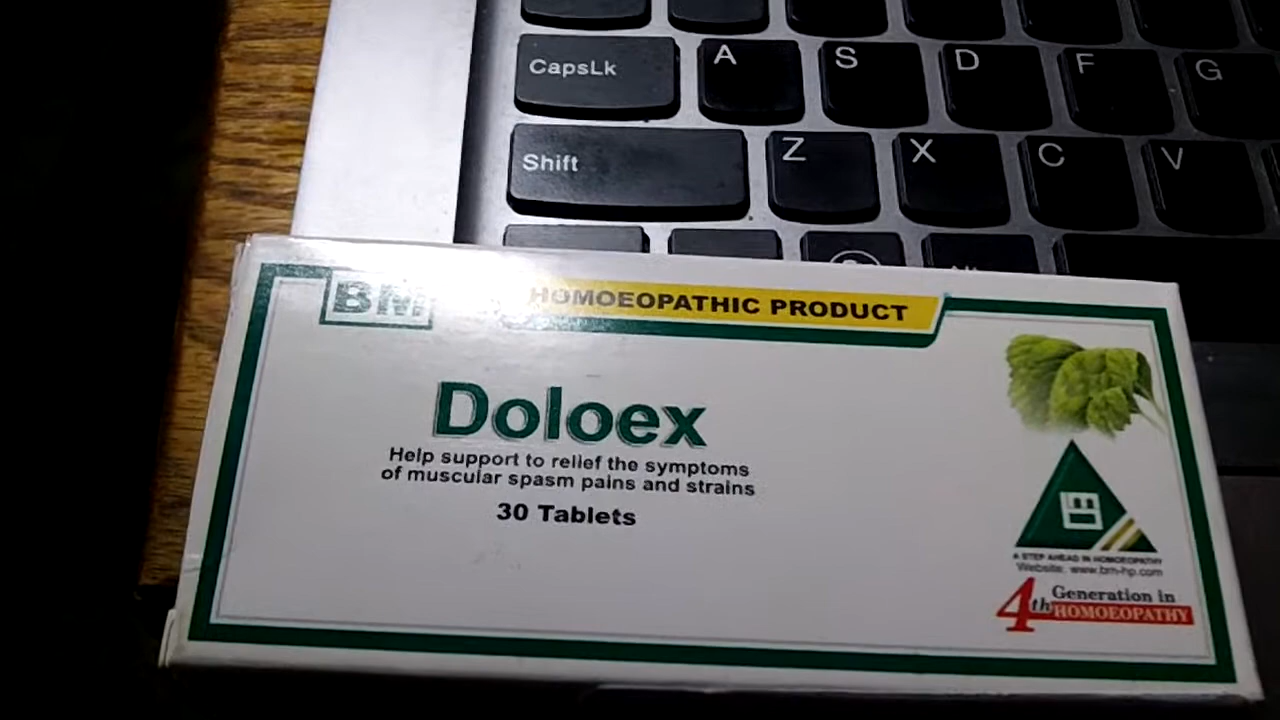 CapsLk A S D F G
Shift Z X C V
BM
HOMOEOPATHIC PRODUCT
Doloex
Help support to relief the symptoms
of muscular spasm pains and strains
30 Tablets
A STEP AHEAD IN HOMOEOPATHY
Website: www.bm-hp.com
4th Generation in
HOMOEOPATHY